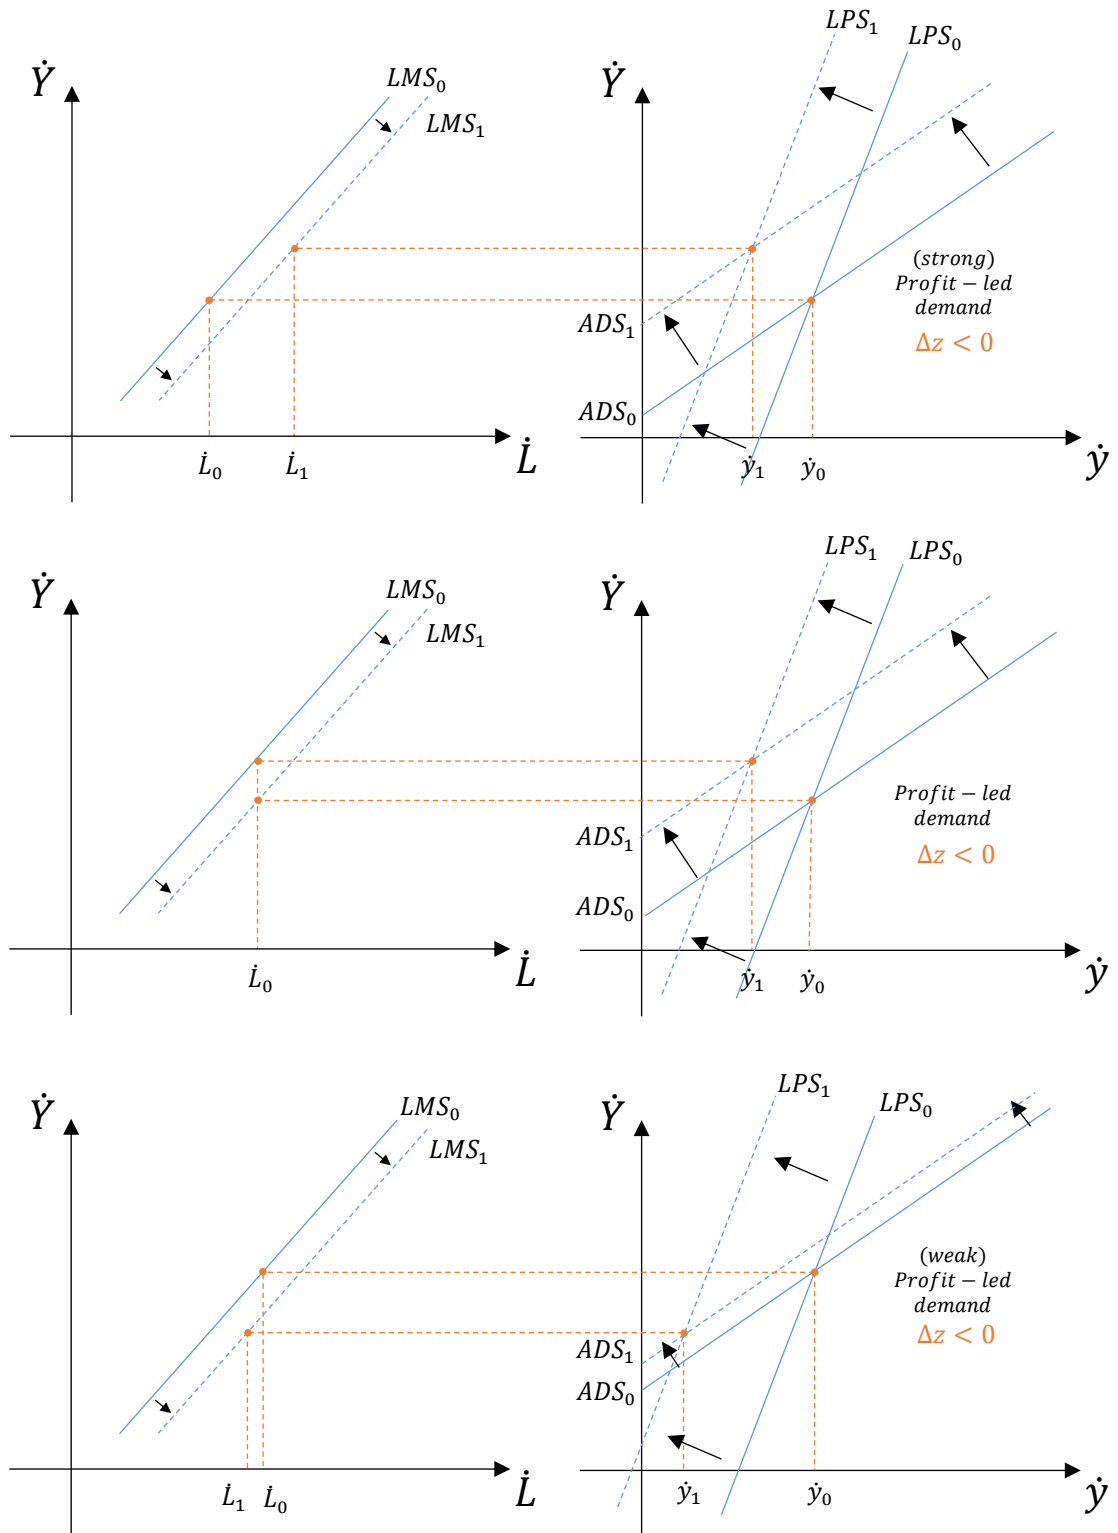 LPS₁
LPS₀
Ẏ
LMS₀
LMS₁
Ẏ
(strong)
Profit − led
demand
Δz < 0
ADS₁
ADS₀
L̇₀
L̇₁
L̇
ẏ₁
ẏ₀
ẏ
LPS₁
LPS₀
Ẏ
LMS₀
LMS₁
Ẏ
Profit − led
demand
Δz < 0
ADS₁
ADS₀
L̇₀
L̇
ẏ₁
ẏ₀
ẏ
LPS₁
LPS₀
Ẏ
LMS₀
LMS₁
Ẏ
(weak)
Profit − led
demand
Δz < 0
ADS₁
ADS₀
L̇₁
L̇₀
L̇
ẏ₁
ẏ₀
ẏ